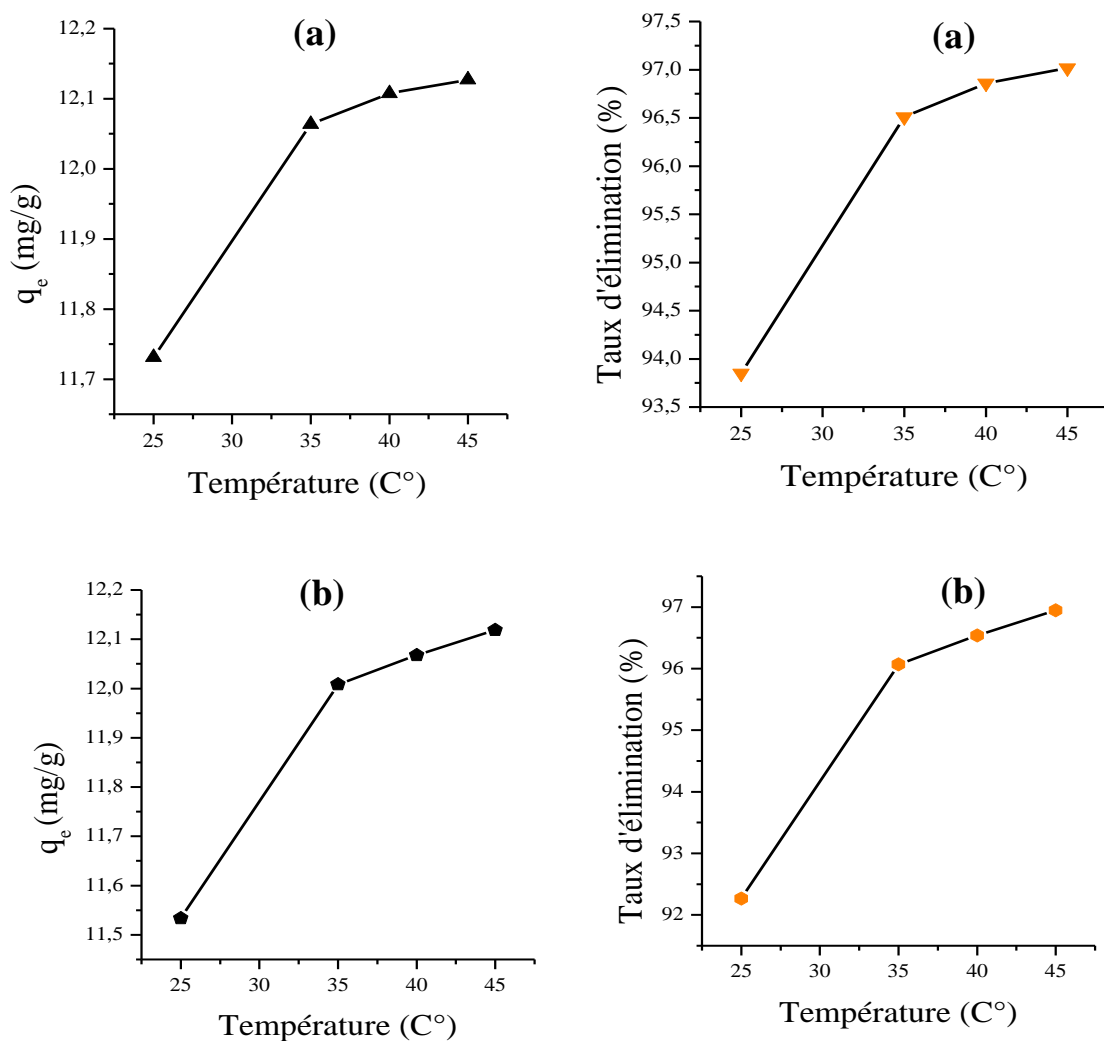 (a)
12,2
12,1
12,0
11,9
11,8
11,7
25 30 35 40 45
q_e (mg/g)
Température (C°)
(a)
97,5
97,0
96,5
96,0
95,5
95,0
94,5
94,0
93,5
25 30 35 40 45
Taux d'élimination (%)
Température (C°)
(b)
12,2
12,1
12,0
11,9
11,8
11,7
11,6
11,5
25 30 35 40 45
q_e (mg/g)
Température (C°)
(b)
97
96
95
94
93
92
25 30 35 40 45
Taux d'élimination (%)
Température (C°)